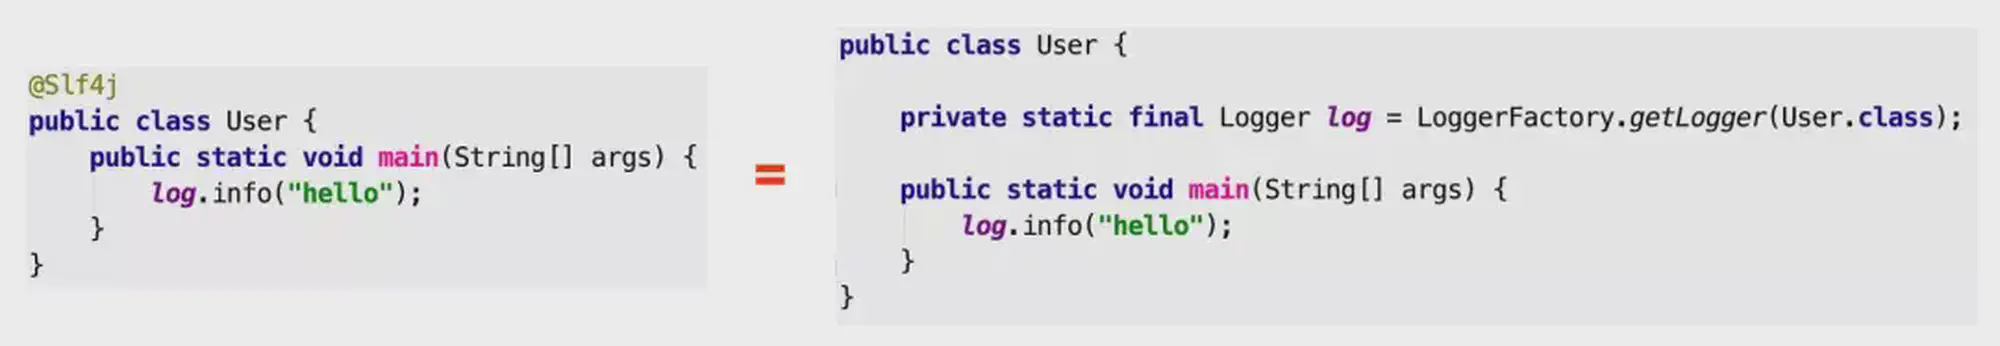 @Slf4j
public class User {
    public static void main(String[] args) {
        log.info("hello");
    }
}
=
public class User {
    private static final Logger log = LoggerFactory.getLogger(User.class);
    public static void main(String[] args) {
        log.info("hello");
    }
}